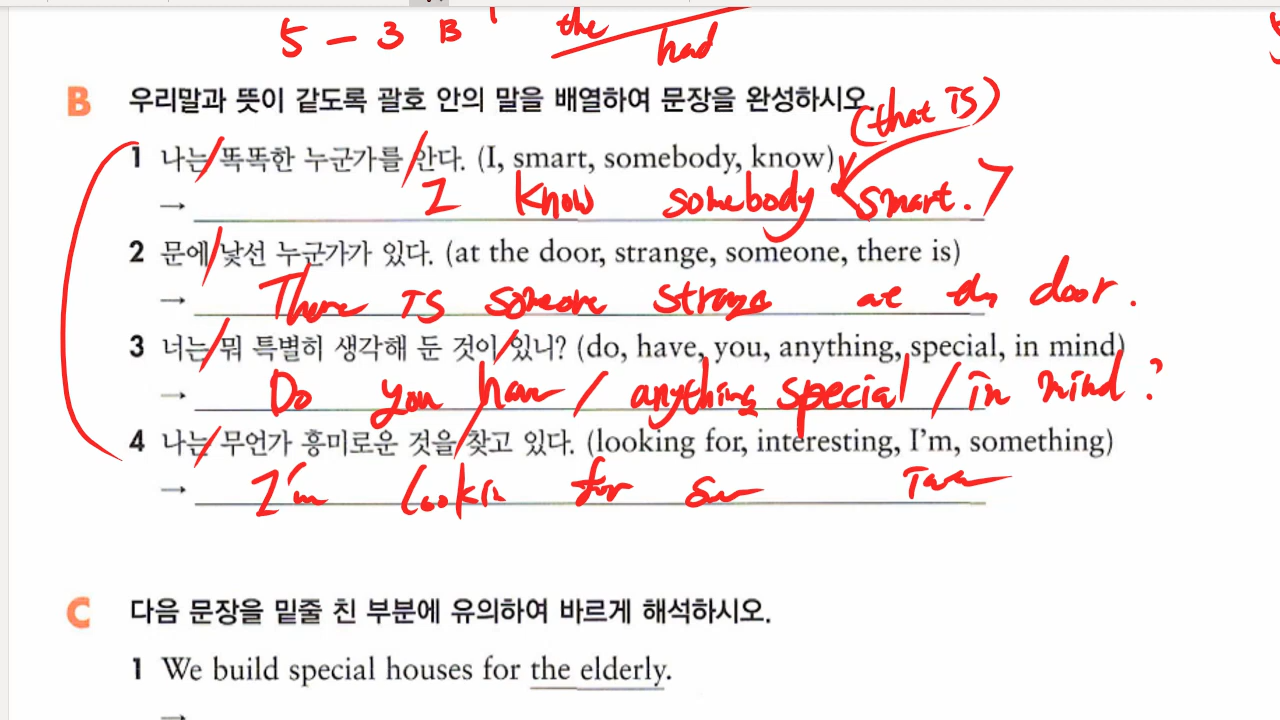 5 - 3 B the
had
B 우리말과 뜻이 같도록 괄호 안의 말을 배열하여 문장을 완성하시오.
(that is)
1 나는/똑똑한 누군가를/안다. (I, smart, somebody, know)
→ I know somebody <smart.>
2 문에/낯선 누군가가 있다. (at the door, strange, someone, there is)
→ There is someone strange at the door.
3 너는/뭐 특별히 생각해 둔 것이/있니? (do, have, you, anything, special, in mind)
→ Do you have / anything special / in mind?
4 나는/무언가 흥미로운 것을/찾고 있다. (looking for, interesting, I'm, something)
→ I'm lookin for
C 다음 문장을 밑줄 친 부분에 유의하여 바르게 해석하시오.
1 We build special houses for the elderly.
→